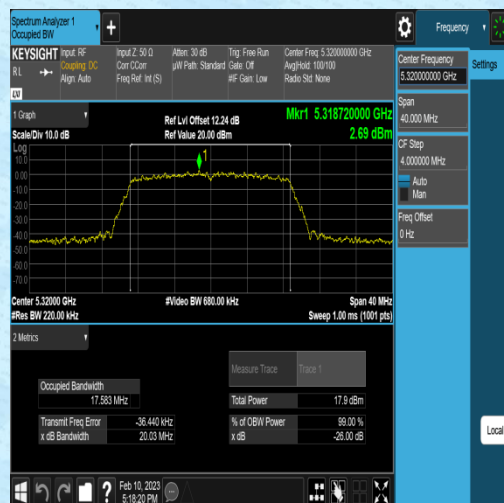 Spectrum Analyzer 1
Occupied BW
Frequency
KEYSIGHT
Input: RF
Coupling: DC
Align: Auto
Input Z: 50 Ω
Corr CCorr
Freq Ref: Int (S)
Atten: 30 dB
µW Path: Standard
Trig: Free Run
Gate: Off
#IF Gain: Low
Center Freq: 5.320000000 GHz
Avg|Hold: 100/100
Radio Std: None
RL
LXI
Center Frequency
5.320000000 GHz
Settings
Span
40.000 MHz
CF Step
4.000000 MHz
Auto
Man
Freq Offset
0 Hz
Local
1 Graph
Scale/Div 10.0 dB
Ref Lvl Offset 12.24 dB
Ref Value 20.00 dBm
Mkr1 5.318720000 GHz
2.69 dBm
Log
10.0
0.00
-10.0
-20.0
-30.0
-40.0
-50.0
-60.0
-70.0
1
Center 5.32000 GHz
#Res BW 220.00 kHz
#Video BW 680.00 kHz
Span 40 MHz
Sweep 1.00 ms (1001 pts)
2 Metrics
Measure Trace
Trace 1
Occupied Bandwidth
17.583 MHz
Total Power
17.9 dBm
Transmit Freq Error
-36.440 kHz
% of OBW Power
99.00 %
x dB Bandwidth
20.03 MHz
x dB
-26.00 dB
Feb 10, 2023
5:18:20 PM